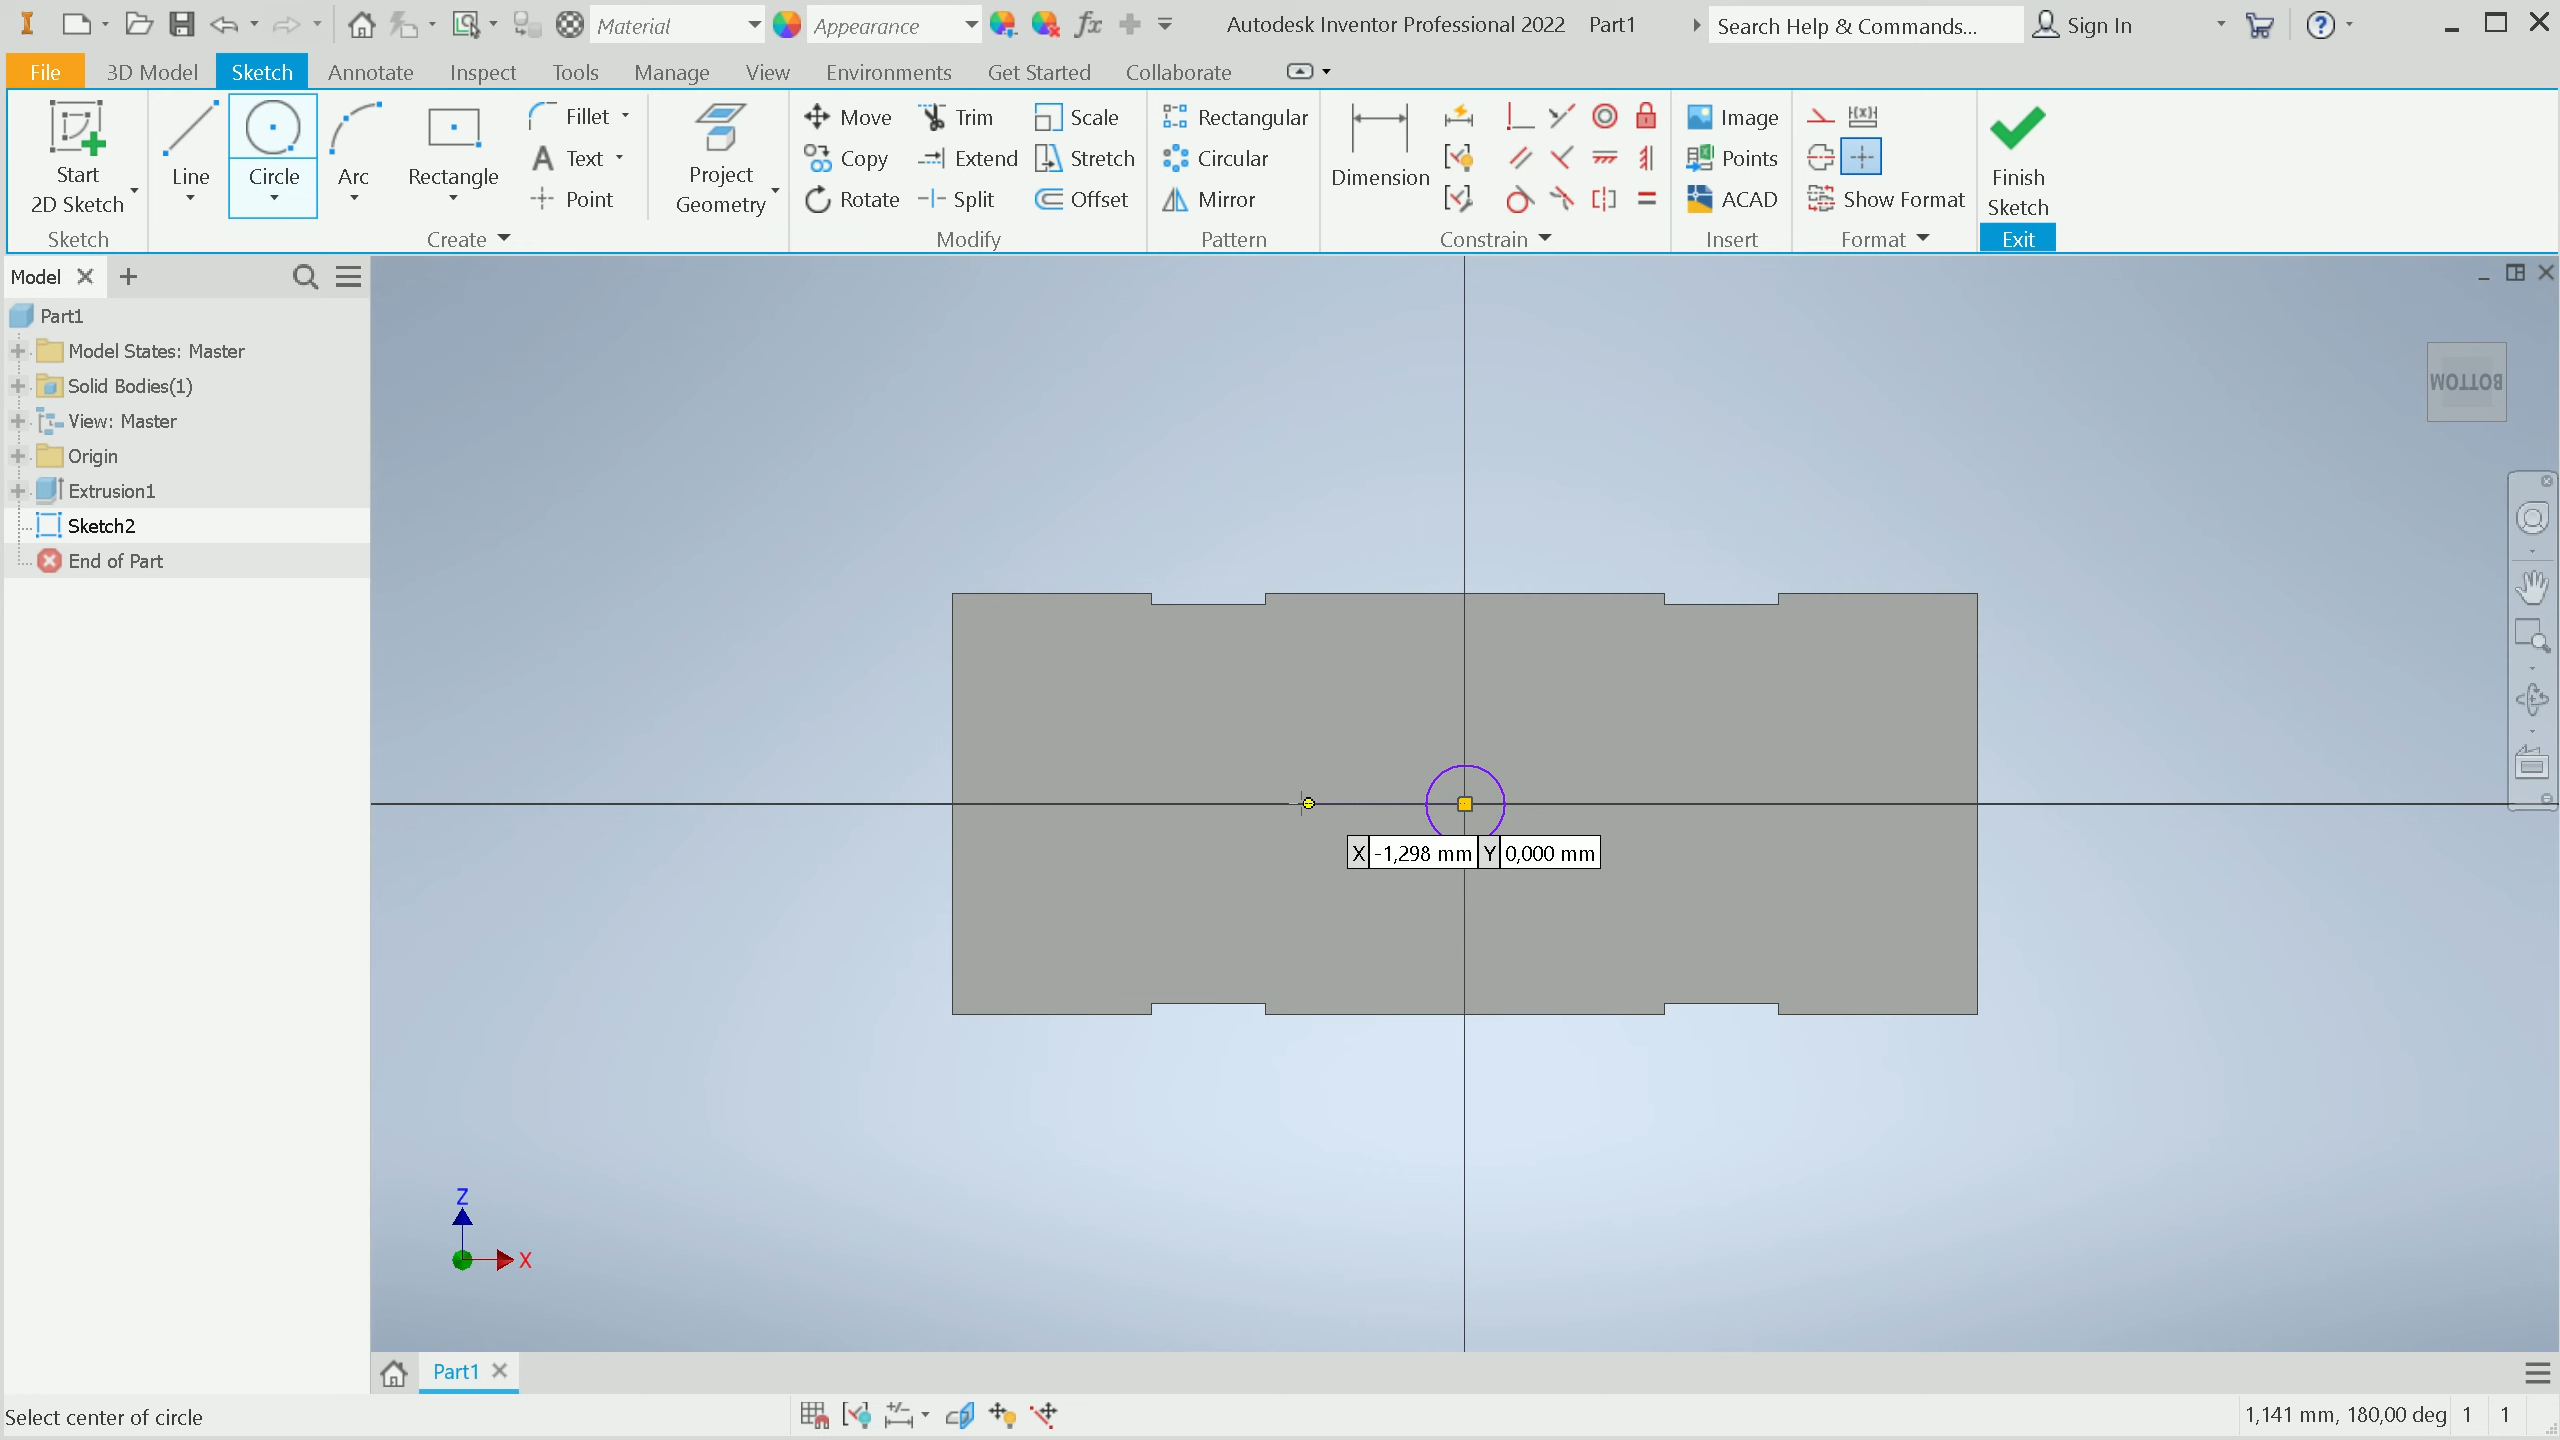 Material
Appearance
fx
Autodesk Inventor Professional 2022 Part1
Search Help & Commands...
Sign In
File 3D Model Sketch Annotate Inspect Tools Manage View Environments Get Started Collaborate
Start
2D Sketch
Line
Circle
Arc
Rectangle
Fillet
Text
Point
Project
Geometry
Move
Copy
Rotate
Trim
Extend
Split
Scale
Stretch
Offset
Rectangular
Circular
Mirror
Dimension
Image
Points
ACAD
Show Format
Finish
Sketch
Sketch
Create
Modify
Pattern
Constrain
Insert
Format
Exit
Model
Part1
Model States: Master
Solid Bodies(1)
View: Master
Origin
Extrusion1
Sketch2
End of Part
BOTTOM
X -1,298 mm Y 0,000 mm
Z
X
Part1
Select center of circle
1,141 mm, 180,00 deg 1 1